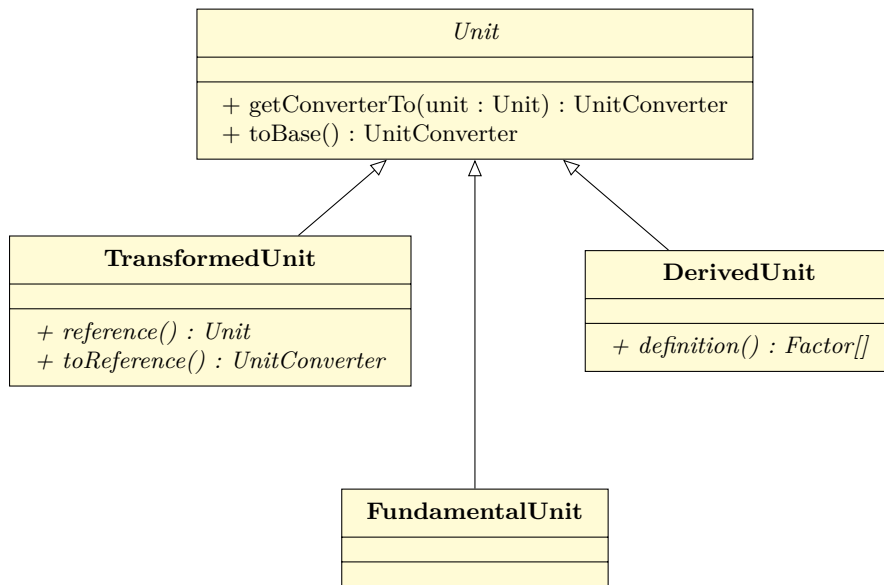 Unit
+ getConverterTo(unit : Unit) : UnitConverter
+ toBase() : UnitConverter
TransformedUnit
+ reference() : Unit
+ toReference() : UnitConverter
DerivedUnit
+ definition() : Factor[]
FundamentalUnit